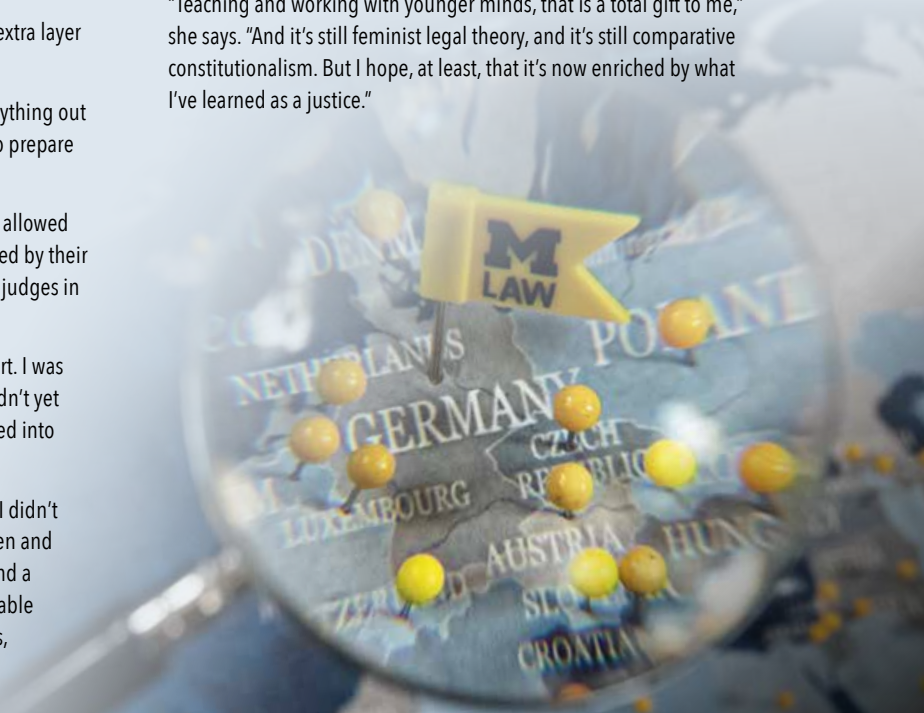 extra layer
ything out
prepare
allowed
ed by their
judges in
rt. I was
dn’t yet
ed into
I didn’t
en and
nd a
able
s,
“Teaching and working with younger minds, that is a total gift to me,”
she says. “And it’s still feminist legal theory, and it’s still comparative
constitutionalism. But I hope, at least, that it’s now enriched by what
I’ve learned as a justice.”
M
LAW
DENM
POLAND
NETHERLANDS
GERMANY
CZECH
REPUBLIC
LUXEMBOURG
AUSTRIA
HUNG
CROATIA